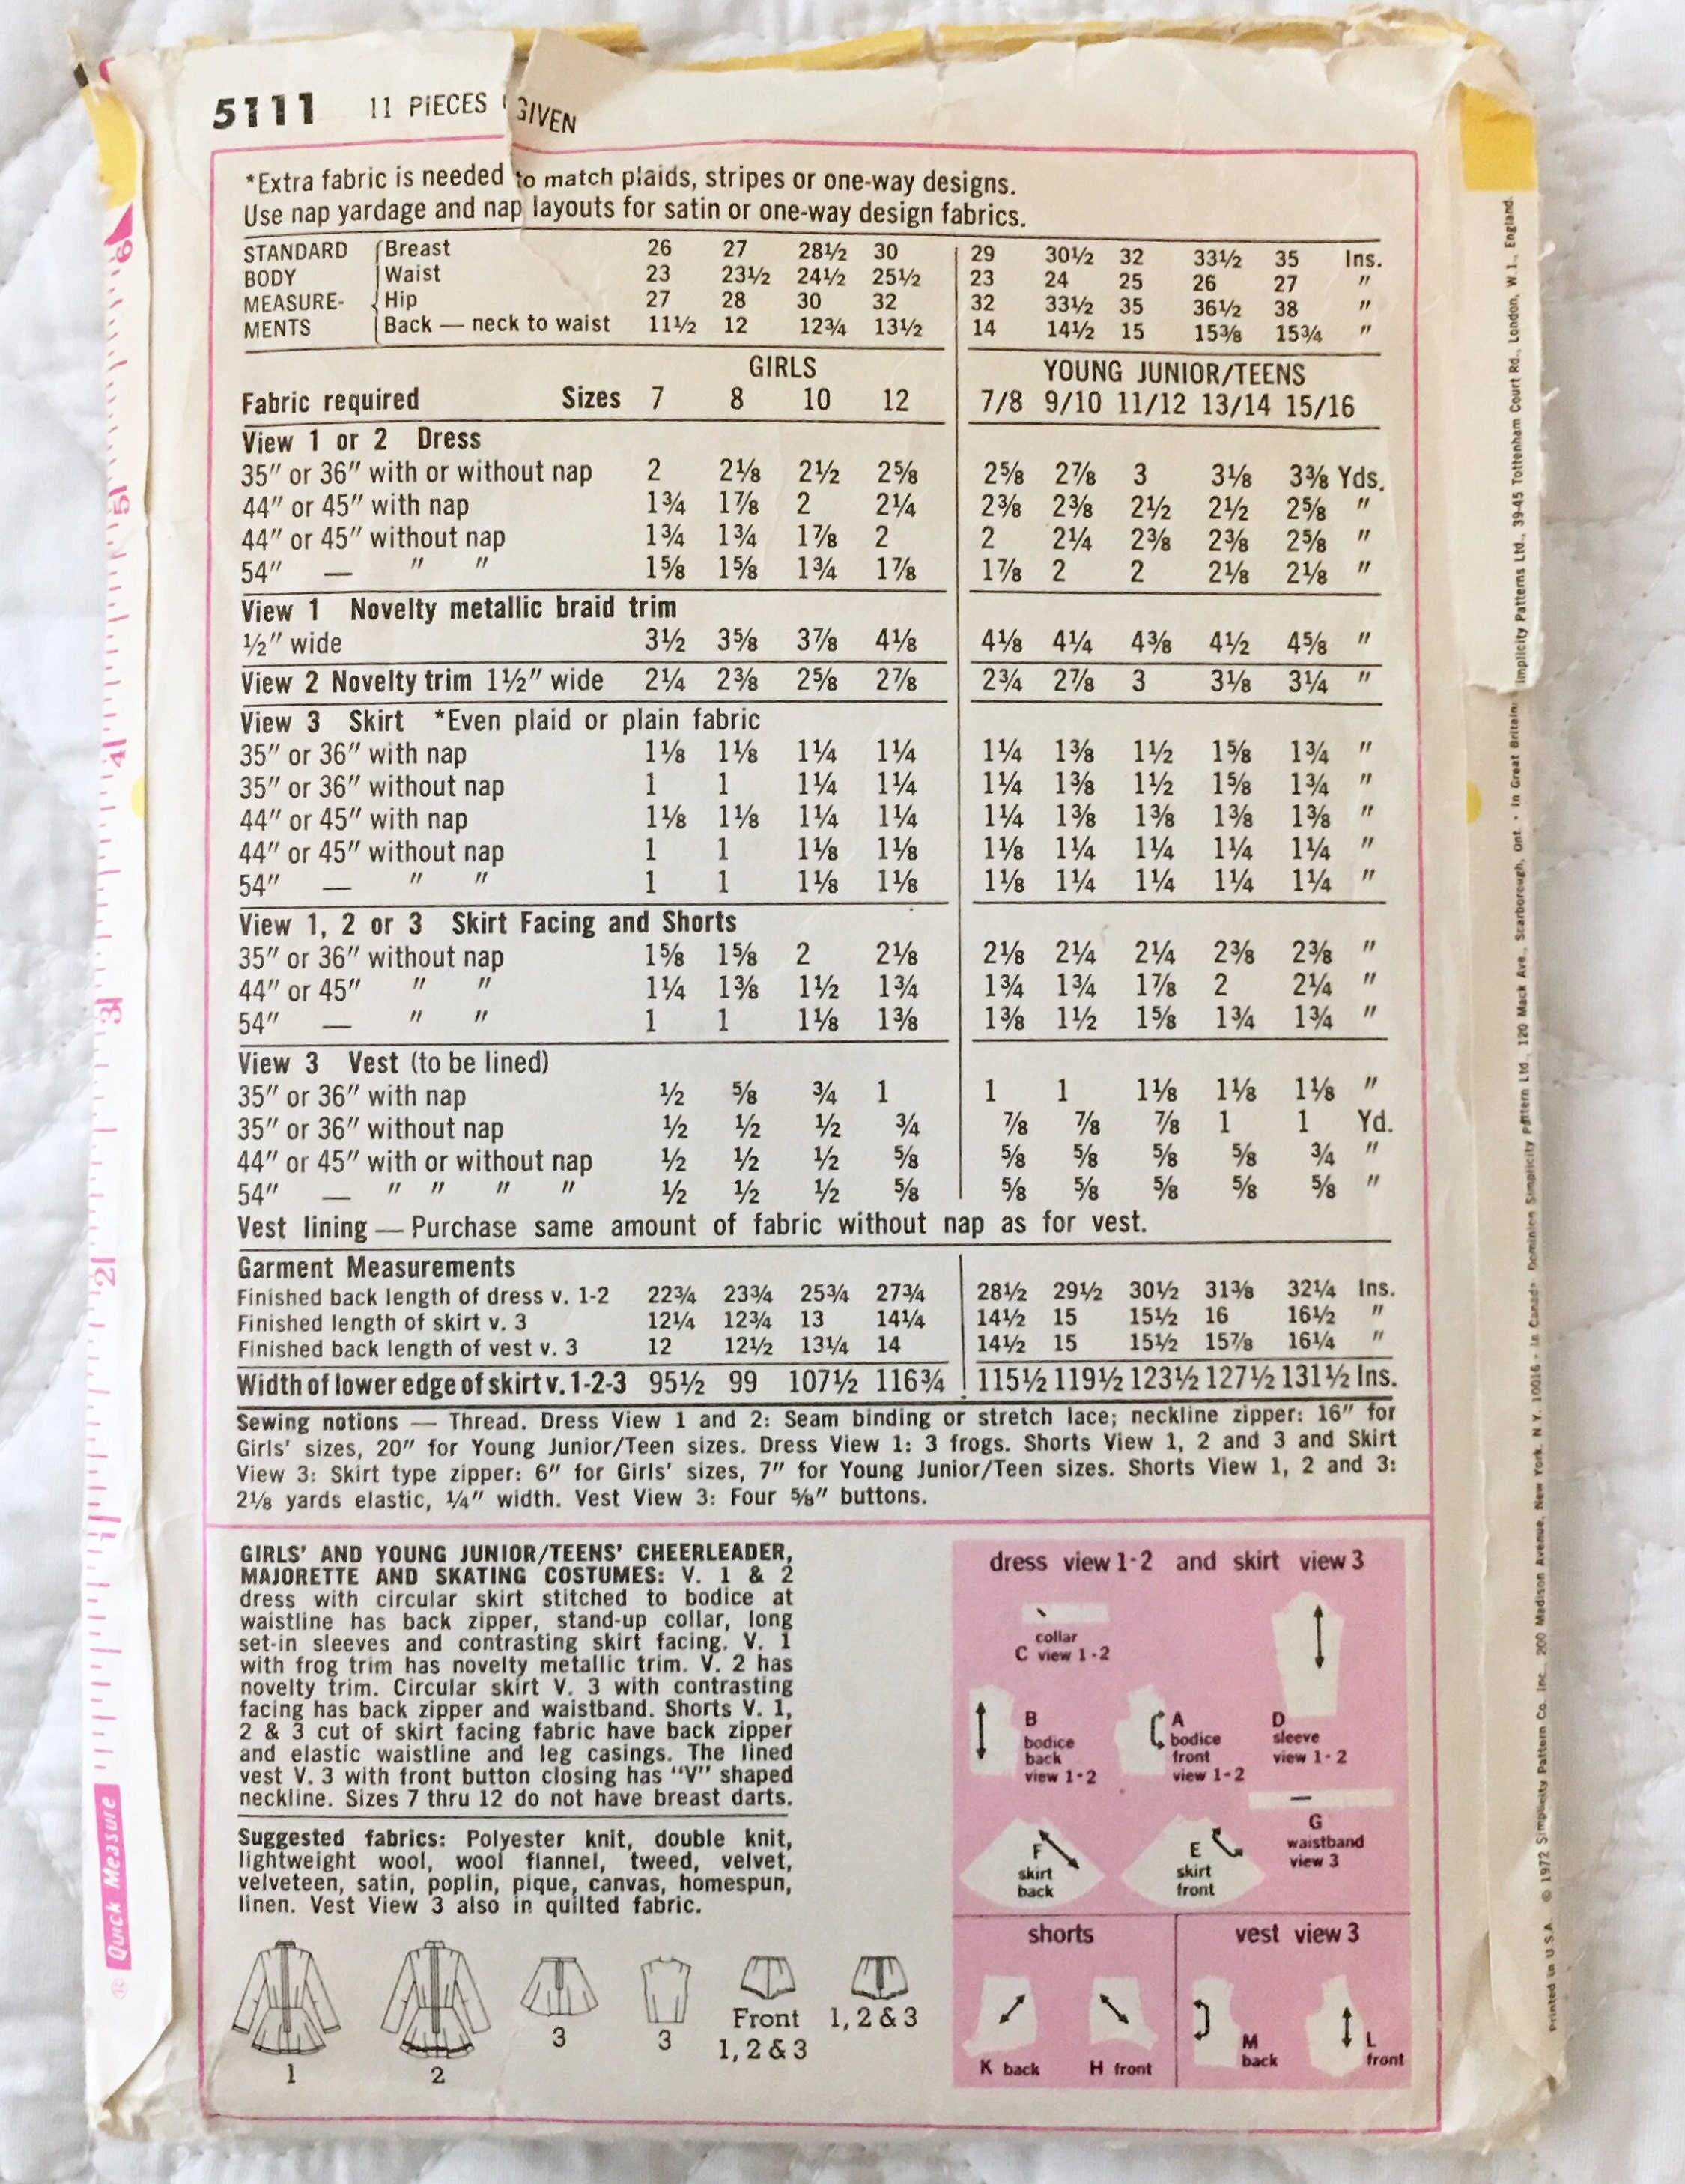 5111 11 PiECES GIVEN
*Extra fabric is needed to match plaids, stripes or one-way designs.
Use nap yardage and nap layouts for satin or one-way design fabrics.
STANDARD Breast 26 27 28½ 30 29 30½ 32 33½ 35 Ins.
BODY Waist 23 23½ 24½ 25½ 23 24 25 26 27 ″
MEASURE- Hip 27 28 30 32 32 33½ 35 36½ 38 ″
MENTS Back — neck to waist 11½ 12 12¾ 13½ 14 14½ 15 15⅜ 15¾ ″
GIRLS YOUNG JUNIOR/TEENS
Fabric required Sizes 7 8 10 12 7/8 9/10 11/12 13/14 15/16
View 1 or 2 Dress
35″ or 36″ with or without nap 2 2⅛ 2½ 2⅝ 2⅝ 2⅞ 3 3⅛ 3⅜ Yds.
44″ or 45″ with nap 1¾ 1⅞ 2 2¼ 2⅜ 2⅜ 2½ 2½ 2⅝ ″
44″ or 45″ without nap 1¾ 1¾ 1⅞ 2 2 2¼ 2⅜ 2⅜ 2⅝ ″
54″ — ″ ″ 1⅝ 1⅝ 1¾ 1⅞ 1⅞ 2 2 2⅛ 2⅛ ″
View 1 Novelty metallic braid trim
½″ wide 3½ 3⅝ 3⅞ 4⅛ 4⅛ 4¼ 4⅜ 4½ 4⅝ ″
View 2 Novelty trim 1½″ wide 2¼ 2⅜ 2⅝ 2⅞ 2¾ 2⅞ 3 3⅛ 3¼ ″
View 3 Skirt *Even plaid or plain fabric
35″ or 36″ with nap 1⅛ 1⅛ 1¼ 1¼ 1¼ 1⅜ 1½ 1⅝ 1¾ ″
35″ or 36″ without nap 1 1 1¼ 1¼ 1¼ 1⅜ 1½ 1⅝ 1¾ ″
44″ or 45″ with nap 1⅛ 1⅛ 1¼ 1¼ 1¼ 1⅜ 1⅜ 1⅜ 1⅜ ″
44″ or 45″ without nap 1 1 1⅛ 1⅛ 1⅛ 1¼ 1¼ 1¼ 1¼ ″
54″ — ″ ″ 1 1 1⅛ 1⅛ 1⅛ 1¼ 1¼ 1¼ 1¼ ″
View 1, 2 or 3 Skirt Facing and Shorts
35″ or 36″ without nap 1⅝ 1⅝ 2 2⅛ 2⅛ 2¼ 2¼ 2⅜ 2⅜ ″
44″ or 45″ ″ ″ 1¼ 1⅜ 1½ 1¾ 1¾ 1¾ 1⅞ 2 2¼ ″
54″ — ″ ″ 1 1 1⅛ 1⅜ 1⅜ 1½ 1⅝ 1¾ 1¾ ″
View 3 Vest (to be lined)
35″ or 36″ with nap ½ ⅝ ¾ 1 1 1 1⅛ 1⅛ 1⅛ ″
35″ or 36″ without nap ½ ½ ½ ¾ ⅞ ⅞ ⅞ 1 1 Yd.
44″ or 45″ with or without nap ½ ½ ½ ⅝ ⅝ ⅝ ⅝ ⅝ ¾ ″
54″ — ″ ″ ″ ″ ½ ½ ½ ⅝ ⅝ ⅝ ⅝ ⅝ ⅝ ″
Vest lining — Purchase same amount of fabric without nap as for vest.
Garment Measurements
Finished back length of dress v. 1-2 22¾ 23¾ 25¾ 27¾ 28½ 29½ 30½ 31⅜ 32¼ Ins.
Finished length of skirt v. 3 12¼ 12¾ 13 14¼ 14½ 15 15½ 16 16½ ″
Finished back length of vest v. 3 12 12½ 13¼ 14 14½ 15 15½ 15⅞ 16¼ ″
Width of lower edge of skirt v. 1-2-3 95½ 99 107½ 116¾ 115½ 119½ 123½ 127½ 131½ Ins.
Sewing notions — Thread. Dress View 1 and 2: Seam binding or stretch lace; neckline zipper: 16″ for
Girls' sizes, 20″ for Young Junior/Teen sizes. Dress View 1: 3 frogs. Shorts View 1, 2 and 3 and Skirt
View 3: Skirt type zipper: 6″ for Girls' sizes, 7″ for Young Junior/Teen sizes. Shorts View 1, 2 and 3:
2⅛ yards elastic, ¼″ width. Vest View 3: Four ⅝″ buttons.
GIRLS' AND YOUNG JUNIOR/TEENS' CHEERLEADER,
MAJORETTE AND SKATING COSTUMES: V. 1 & 2
dress with circular skirt stitched to bodice at
waistline has back zipper, stand-up collar, long
set-in sleeves and contrasting skirt facing. V. 1
with frog trim has novelty metallic trim. V. 2 has
novelty trim. Circular skirt V. 3 with contrasting
facing has back zipper and waistband. Shorts V. 1,
2 & 3 cut of skirt facing fabric have back zipper
and elastic waistline and leg casings. The lined
vest V. 3 with front button closing has "V" shaped
neckline. Sizes 7 thru 12 do not have breast darts.
Suggested fabrics: Polyester knit, double knit,
lightweight wool, wool flannel, tweed, velvet,
velveteen, satin, poplin, pique, canvas, homespun,
linen. Vest View 3 also in quilted fabric.
1
2
3
3
Front
1, 2 & 3
1, 2 & 3
dress view 1-2 and skirt view 3
collar
C view 1-2
B
bodice
back
view 1-2
A
bodice
front
view 1-2
D
sleeve
view 1-2
G
waistband
view 3
F
skirt
back
E
skirt
front
shorts
K back
H front
vest view 3
M
back
L
front
6
5
4
3
2
1
Quick Measure
®
Printed in U.S.A. © 1972 Simplicity Pattern Co. Inc., 200 Madison Avenue, New York, N.Y. 10016 • In Canada• Dominion Simplicity Pattern Ltd., 120 Mack Ave., Scarborough, Ont. • In Great Britain: Simplicity Patterns Ltd., 39-45 Tottenham Court Rd., London, W.1., England.